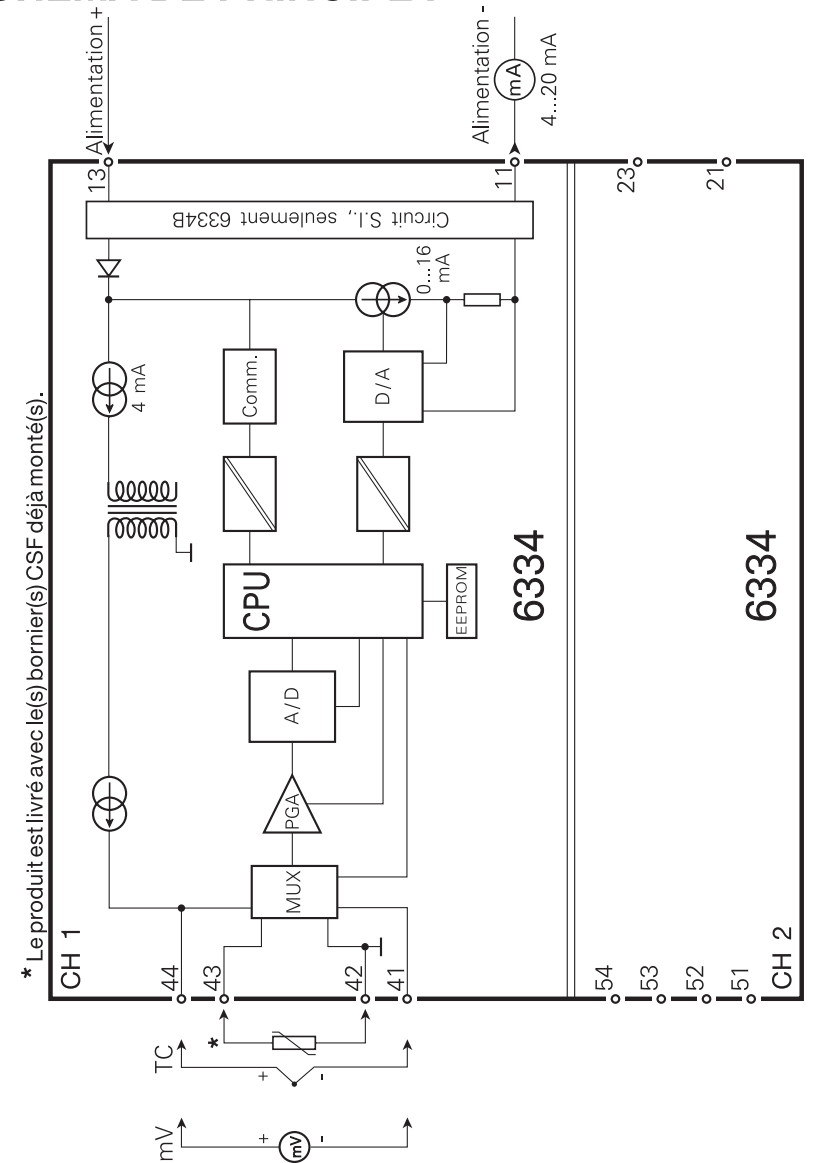 * Le produit est livré avec le(s) bornier(s) CSF déjà monté(s).
CH 1
mV
+
mV
-
TC
+
-
*
44
43
42
41
MUX
PGA
A/D
CPU
EEPROM
4 mA
Comm.
D/A
0...16
mA
Circuit S.I., seulement 6334B
13
Alimentation +
11
Alimentation -
mA
4...20 mA
6334
CH 2
54
53
52
51
6334
23
21